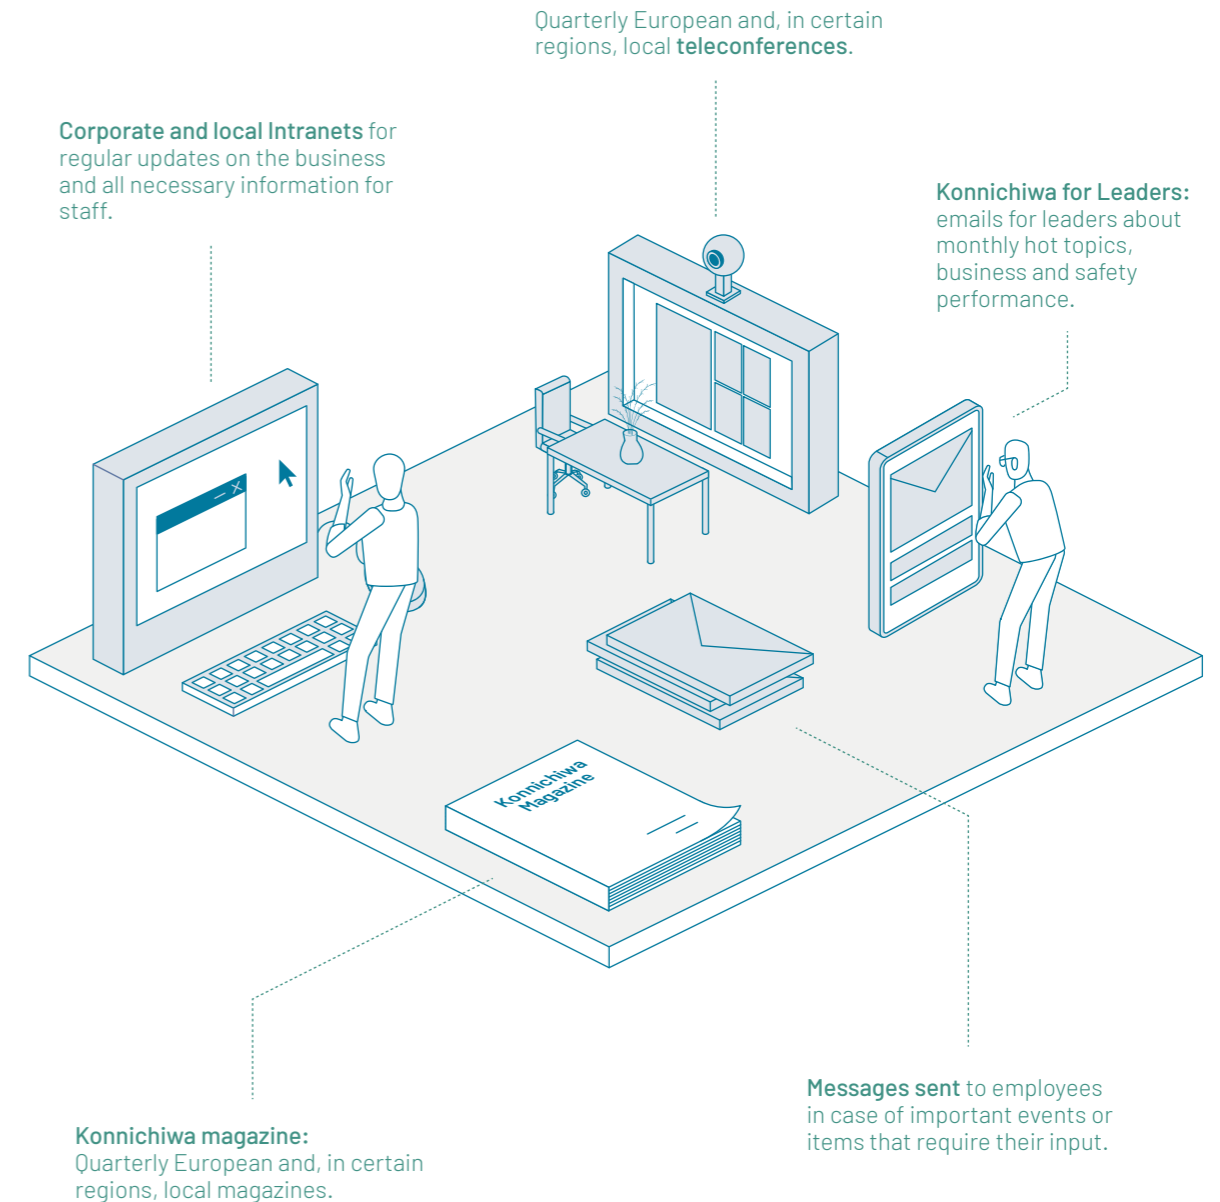 Quarterly European and, in certain
regions, local teleconferences.
Corporate and local Intranets for
regular updates on the business
and all necessary information for
staff.
Konnichiwa for Leaders:
emails for leaders about
monthly hot topics,
business and safety
performance.
Konnichiwa
Magazine
Messages sent to employees
in case of important events or
items that require their input.
Konnichiwa magazine:
Quarterly European and, in certain
regions, local magazines.